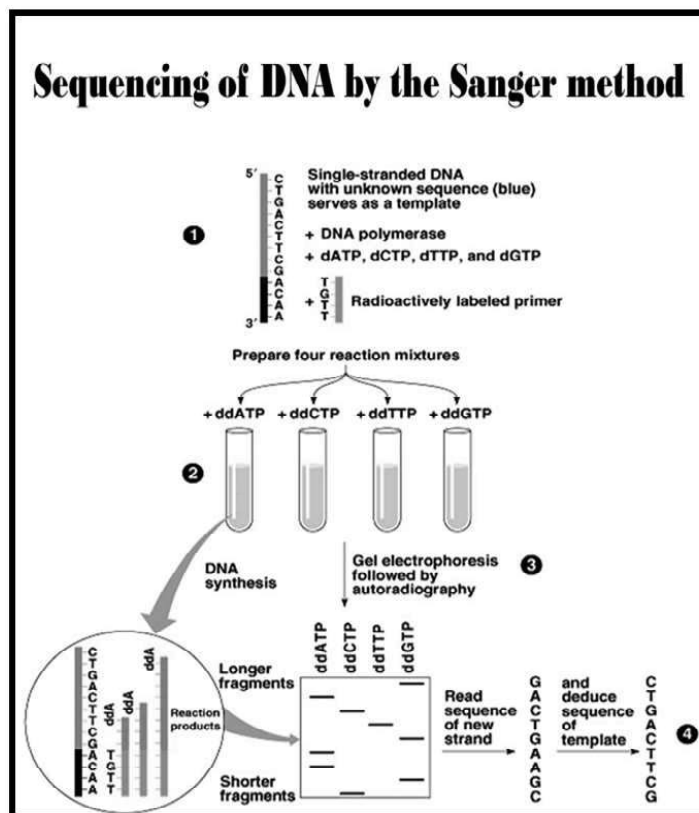 Sequencing of DNA by the Sanger method
5′
C
T
G
A
C
T
T
C
G
A
C
A
A
3′
Single-stranded DNA
with unknown sequence (blue)
serves as a template
1
+ DNA polymerase
+ dATP, dCTP, dTTP, and dGTP
+
T
G
T
T
Radioactively labeled primer
Prepare four reaction mixtures
+ ddATP + ddCTP + ddTTP + ddGTP
2
DNA
synthesis
Gel electrophoresis
followed by
autoradiography
3
C
T
G
A
C
T
T
C
G
A
C
A
A
T
G
T
T
ddA
ddA
ddA
Reaction
products
ddATP
ddCTP
ddTTP
ddGTP
Longer
fragments
Shorter
fragments
Read
sequence
of new
strand
G
A
C
T
G
A
A
G
C
and
deduce
sequence
of
template
C
T
G
A
C
T
T
C
G
4